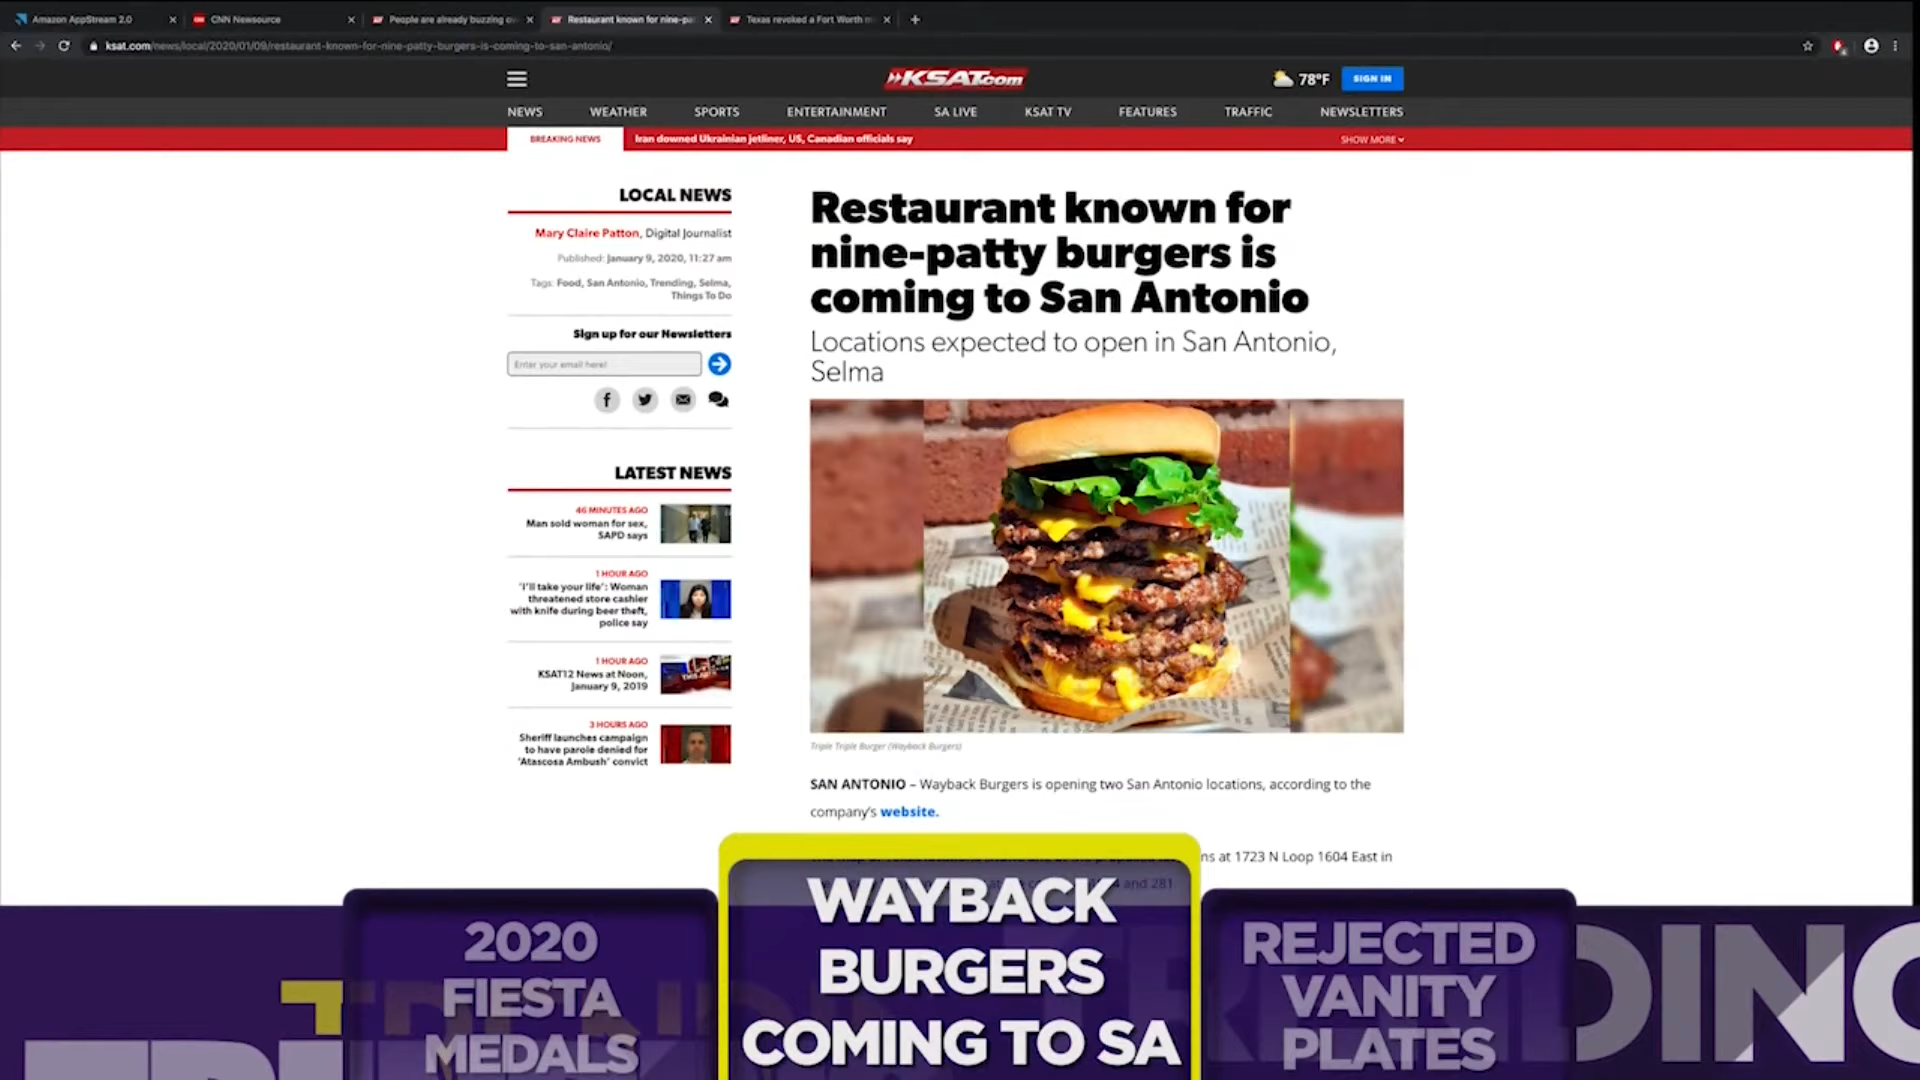 Amazon AppStream 2.0
CNN Newsource
People are already buzzing ov
Restaurant known for nine-pat
Texas revoked a Fort Worth m
ksat.com/news/local/2020/01/09/restaurant-known-for-nine-patty-burgers-is-coming-to-san-antonio/
KSAT.com
78°F
SIGN IN
NEWS
WEATHER
SPORTS
ENTERTAINMENT
SA LIVE
KSAT TV
FEATURES
TRAFFIC
NEWSLETTERS
BREAKING NEWS
Iran downed Ukrainian jetliner, US, Canadian officials say
SHOW MORE
LOCAL NEWS
Mary Claire Patton, Digital Journalist
Published: January 9, 2020, 11:27 am
Tags: Food, San Antonio, Trending, Selma,
Things To Do
Sign up for our Newsletters
Enter your email here!
LATEST NEWS
46 MINUTES AGO
Man sold woman for sex,
SAPD says
1 HOUR AGO
'I'll take your life': Woman
threatened store cashier
with knife during beer theft,
police say
1 HOUR AGO
KSAT12 News at Noon,
January 9, 2019
3 HOURS AGO
Sheriff launches campaign
to have parole denied for
'Atascosa Ambush' convict
Restaurant known for
nine-patty burgers is
coming to San Antonio
Locations expected to open in San Antonio,
Selma
Triple Triple Burger (Wayback Burgers)
SAN ANTONIO – Wayback Burgers is opening two San Antonio locations, according to the
company's website.
ns at 1723 N Loop 1604 East in
and 281
2020
FIESTA
MEDALS
WAYBACK
BURGERS
COMING TO SA
REJECTED
VANITY
PLATES